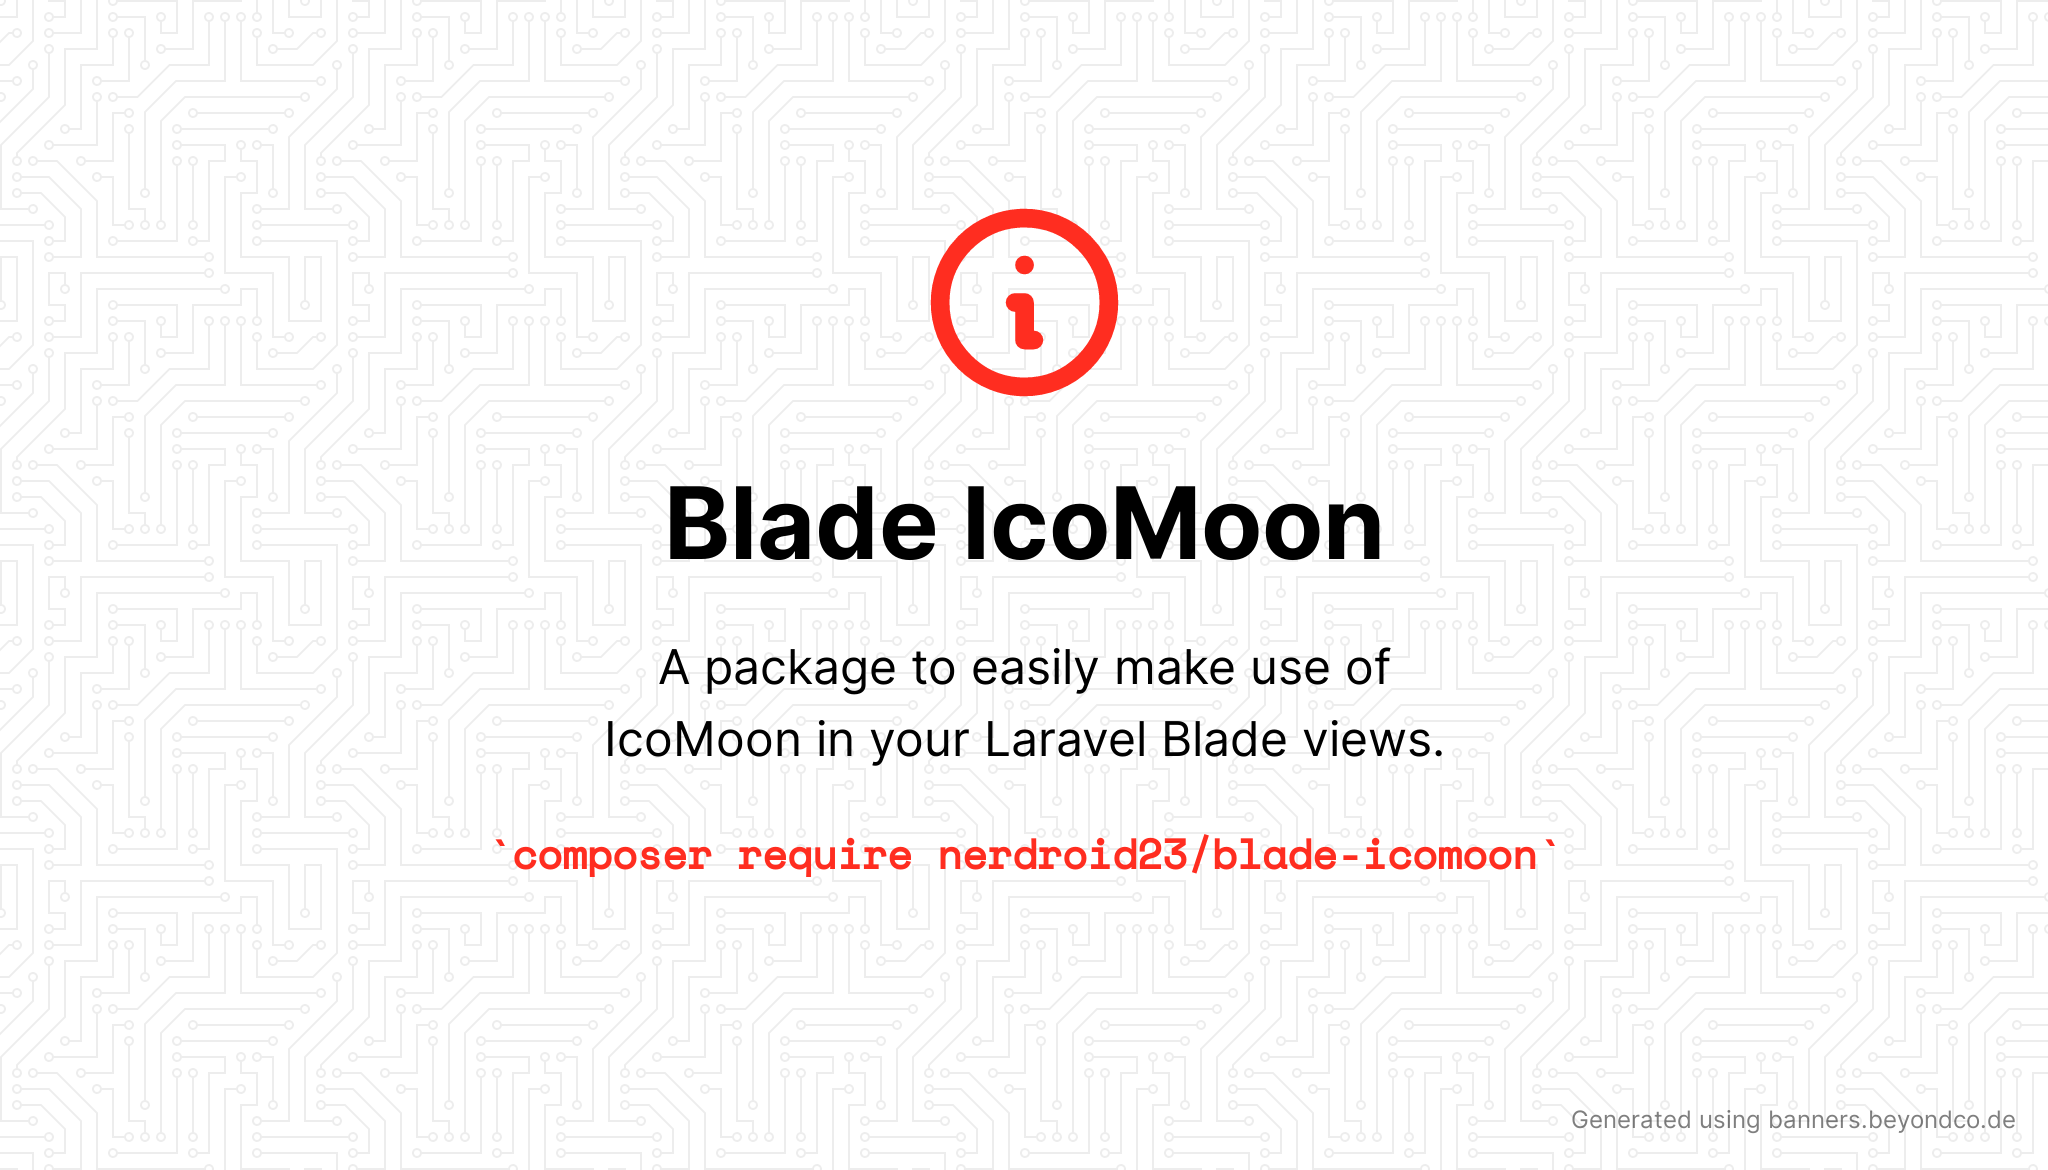 Blade IcoMoon
A package to easily make use of
IcoMoon in your Laravel Blade views.
`composer require nerdroid23/blade-icomoon`
Generated using banners.beyondco.de